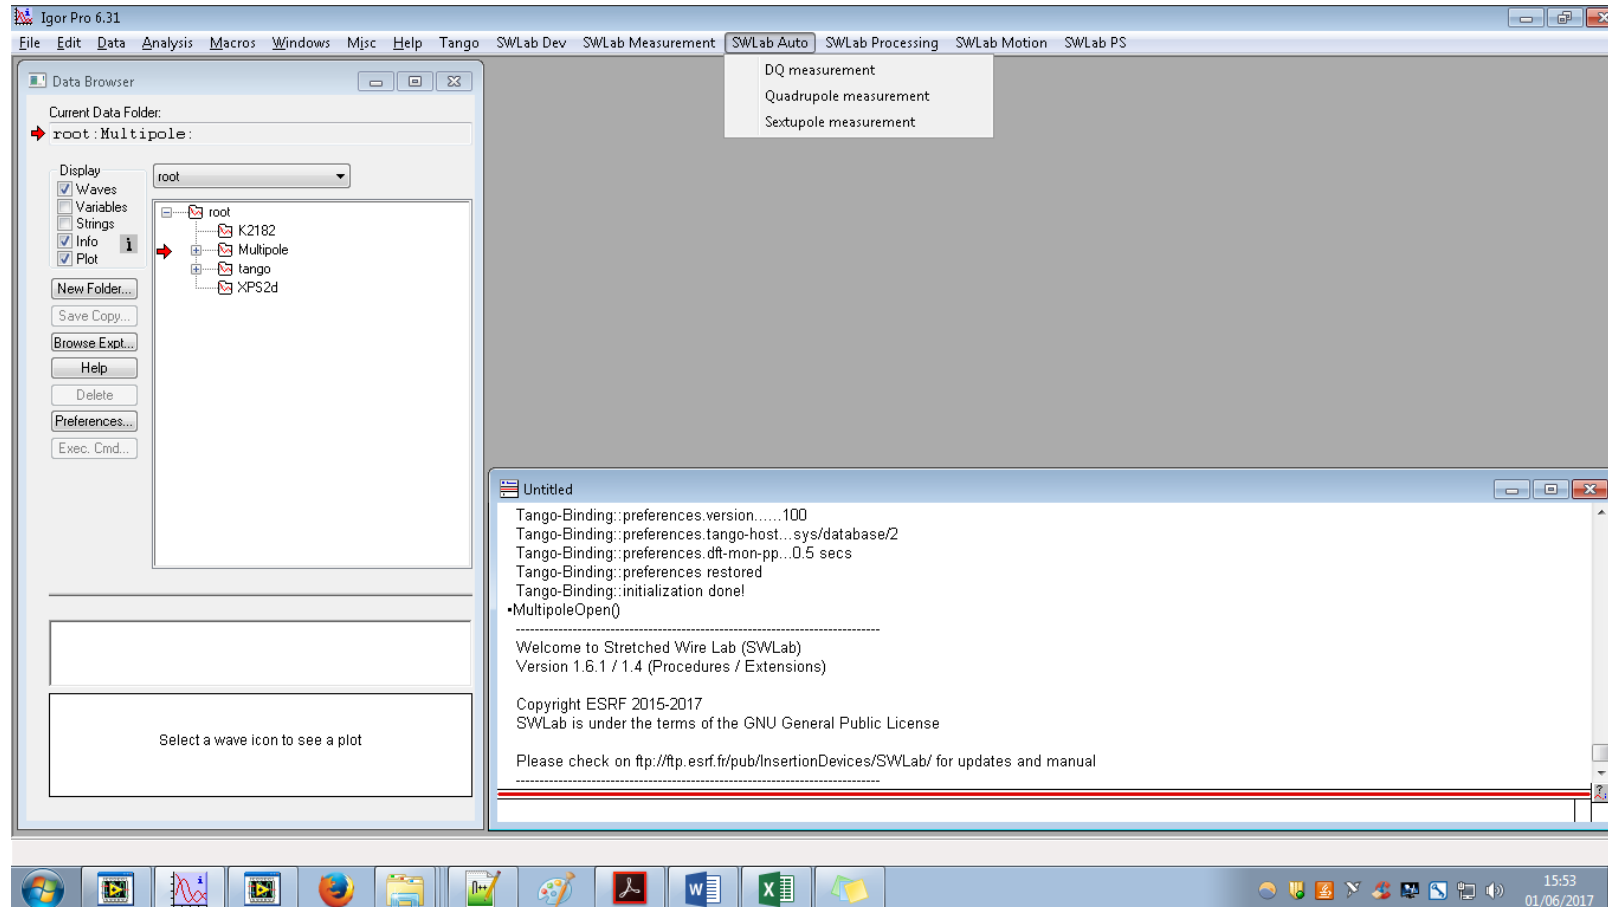 Igor Pro 6.31
File Edit Data Analysis Macros Windows Misc Help Tango SWLab Dev SWLab Measurement SWLab Auto SWLab Processing SWLab Motion SWLab PS
DQ measurement
Quadrupole measurement
Sextupole measurement
Data Browser
Current Data Folder:
root:Multipole:
Display
Waves
Variables
Strings
Info
i
Plot
New Folder...
Save Copy...
Browse Expt...
Help
Delete
Preferences...
Exec. Cmd...
root
root
K2182
Multipole
tango
XPS2d
Select a wave icon to see a plot
Untitled
Tango-Binding::preferences.version......100
Tango-Binding::preferences.tango-host...sys/database/2
Tango-Binding::preferences.dft-mon-pp...0.5 secs
Tango-Binding::preferences restored
Tango-Binding::initialization done!
•MultipoleOpen()
--------------------------------------------------------------------------------
Welcome to Stretched Wire Lab (SWLab)
Version 1.6.1 / 1.4 (Procedures / Extensions)
Copyright ESRF 2015-2017
SWLab is under the terms of the GNU General Public License
Please check on ftp://ftp.esrf.fr/pub/InsertionDevices/SWLab/ for updates and manual
--------------------------------------------------------------------------------
15:53
01/06/2017